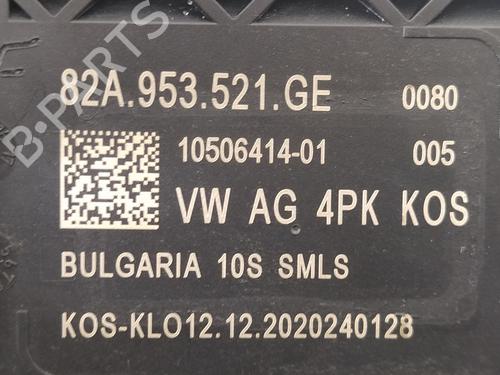 B-PARTS
82A.953.521.GE 0080
10506414-01 005
VW AG 4PK KOS
BULGARIA 10S SMLS
KOS-KLO12.12.2020240128